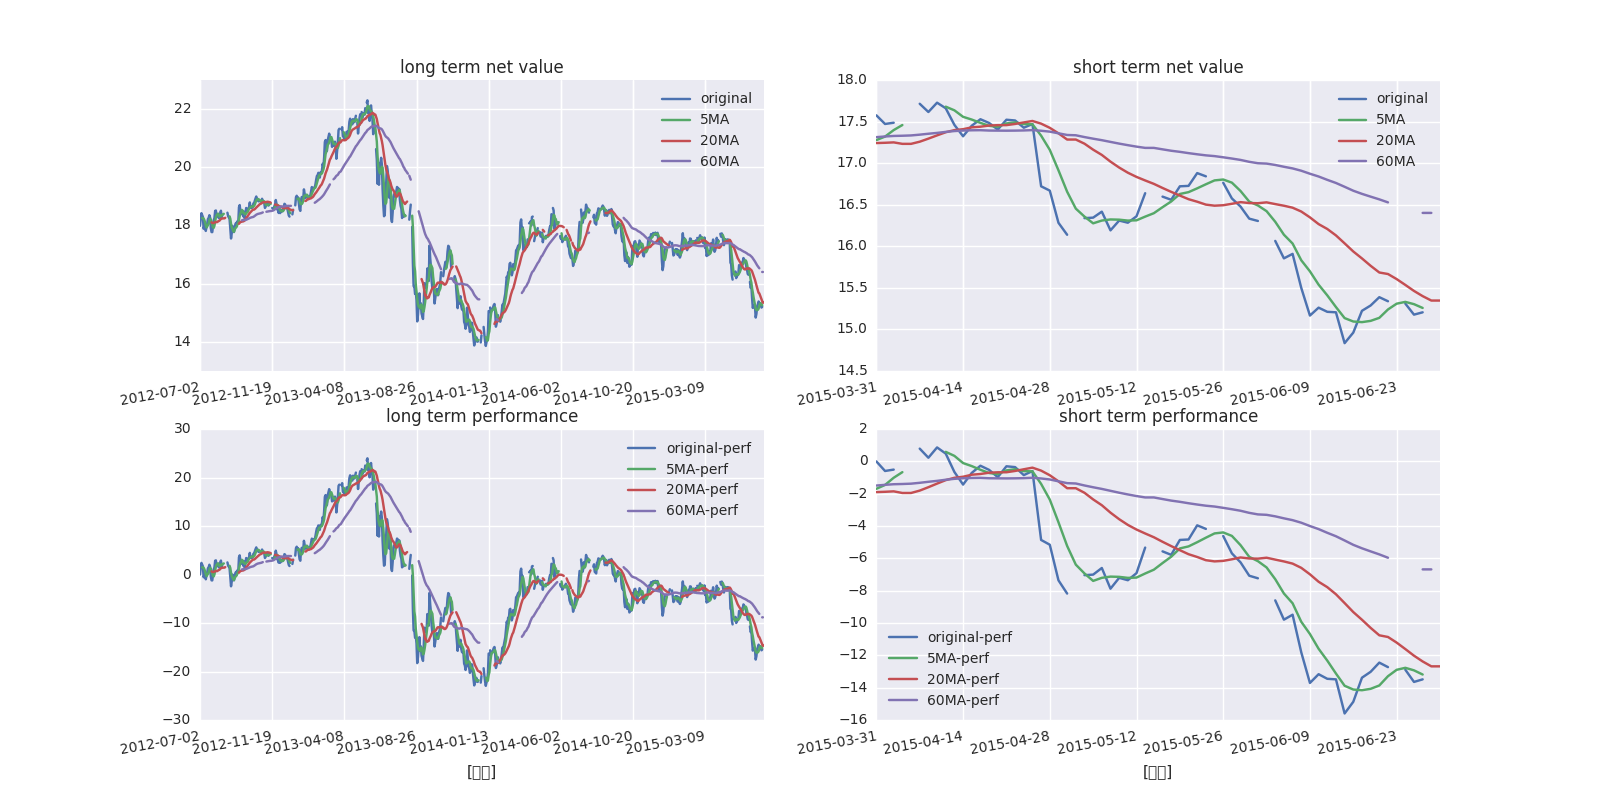 long term net value
22
20
18
16
14
original
5MA
20MA
60MA
2012-07-02 2012-11-19 2013-04-08 2013-08-26 2014-01-13 2014-06-02 2014-10-20 2015-03-09
short term net value
18.0
17.5
17.0
16.5
16.0
15.5
15.0
14.5
original
5MA
20MA
60MA
2015-03-31 2015-04-14 2015-04-28 2015-05-12 2015-05-26 2015-06-09 2015-06-23
long term performance
30
20
10
0
−10
−20
−30
original-perf
5MA-perf
20MA-perf
60MA-perf
2012-07-02 2012-11-19 2013-04-08 2013-08-26 2014-01-13 2014-06-02 2014-10-20 2015-03-09
[▯▯]
short term performance
2
0
−2
−4
−6
−8
−10
−12
−14
−16
original-perf
5MA-perf
20MA-perf
60MA-perf
2015-03-31 2015-04-14 2015-04-28 2015-05-12 2015-05-26 2015-06-09 2015-06-23
[▯▯]